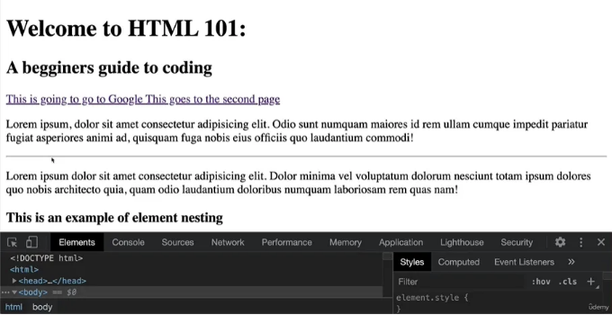 Welcome to HTML 101:
A begginers guide to coding
This is going to go to Google This goes to the second page
Lorem ipsum, dolor sit amet consectetur adipisicing elit. Odio sunt numquam maiores id rem ullam cumque impedit pariatur
fugiat asperiores animi ad, quisquam fuga nobis eius officiis quo laudantium commodi!
Lorem ipsum, dolor sit amet consectetur adipisicing elit. Dolor minima vel voluptatum dolorum nesciunt totam ipsum dolores
quo nobis architecto quia, quam odio laudantium doloribus numquam laboriosam rem quas nam!
This is an example of element nesting
Elements Console Sources Network Performance Memory Application Lighthouse Security
<!DOCTYPE html>
<html>
<head>…</head>
<body> == $0
html body
Styles Computed Event Listeners »
Filter :hov .cls +
element.style {
}
ûdemy